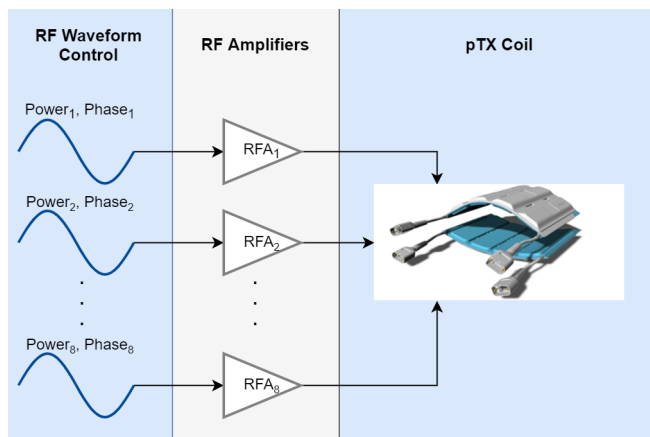 RF Waveform
Control
RF Amplifiers
pTX Coil
Power₁, Phase₁
RFA₁
Power₂, Phase₂
RFA₂
Power₈, Phase₈
RFA₈